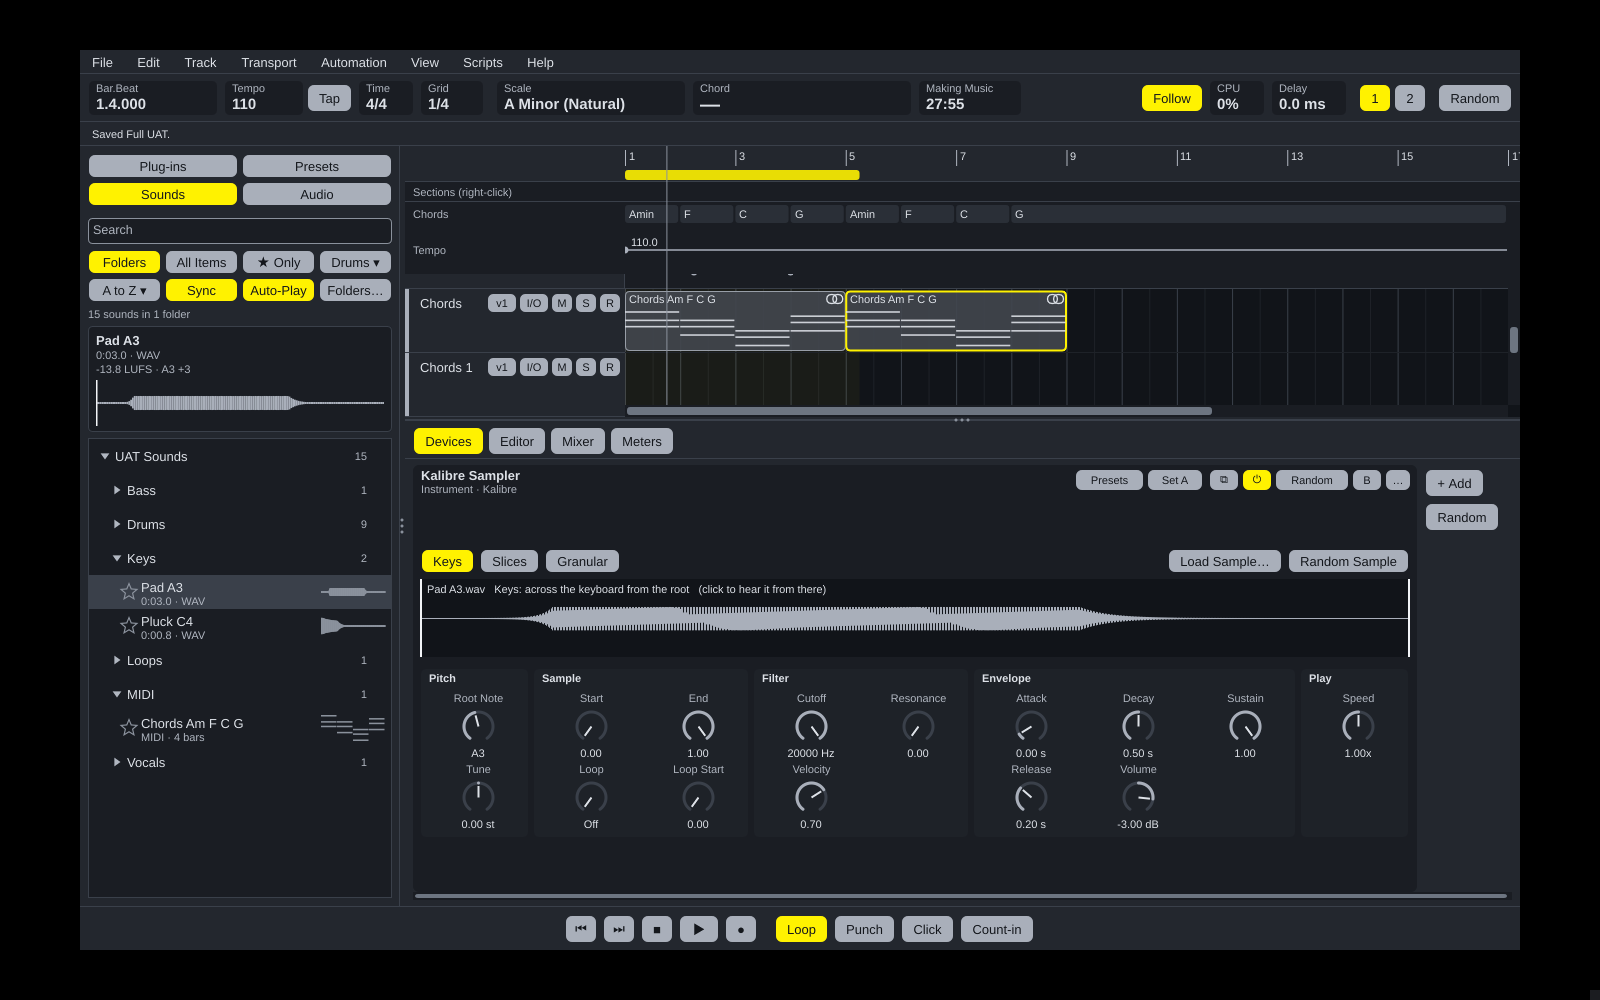 File Edit Track Transport Automation View Scripts Help
Bar.Beat Tempo Time Grid Scale Chord Making Music CPU Delay
1.4.000 110 Tap 4/4 1/4 A Minor (Natural) — 27:55 Follow 0% 0.0 ms 1 2 Random
Saved Full UAT.
Plug-ins Presets
Sounds Audio
Search
Folders All Items ★ Only Drums ▾
A to Z ▾ Sync Auto-Play Folders…
15 sounds in 1 folder
Pad A3
0:03.0 · WAV
-13.8 LUFS · A3 +3
UAT Sounds 15
Bass 1
Drums 9
Keys 2
Pad A3
0:03.0 · WAV
Pluck C4
0:00.8 · WAV
Loops 1
MIDI 1
Chords Am F C G
MIDI · 4 bars
Vocals 1
1 3 5 7 9 11 13 15 17
Sections (right-click)
Chords Amin F C G Amin F C G
110.0
Tempo
Chords v1 I/O M S R Chords Am F C G Chords Am F C G
Chords 1 v1 I/O M S R
Devices Editor Mixer Meters
Kalibre Sampler
Instrument · Kalibre
Presets Set A Random B …
+ Add
Random
Keys Slices Granular Load Sample… Random Sample
Pad A3.wav Keys: across the keyboard from the root (click to hear it from there)
Pitch Sample Filter Envelope Play
Root Note Start End Cutoff Resonance Attack Decay Sustain Speed
A3 0.00 1.00 20000 Hz 0.00 0.00 s 0.50 s 1.00 1.00x
Tune Loop Loop Start Velocity Release Volume
0.00 st Off 0.00 0.70 0.20 s -3.00 dB
Loop Punch Click Count-in